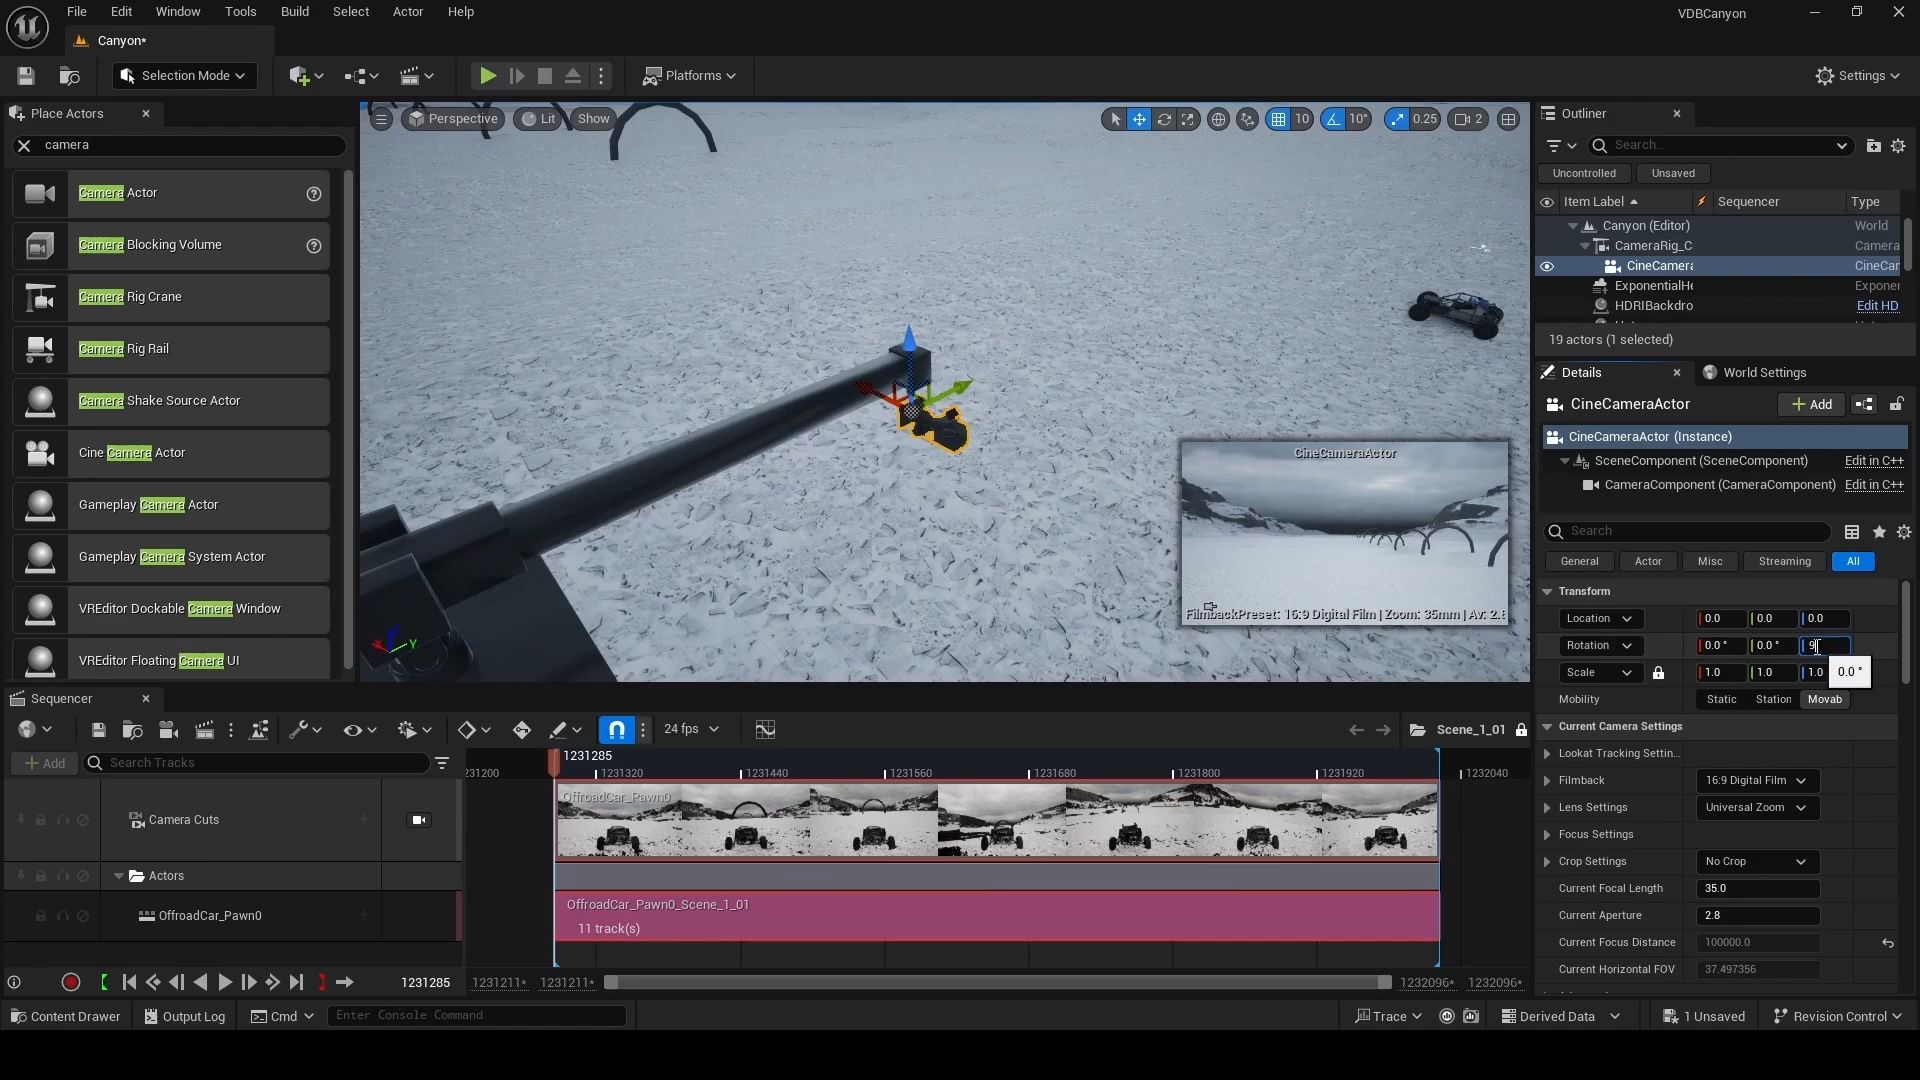 File Edit Window Tools Build Select Actor Help
VDBCanyon
Canyon*
Selection Mode
Platforms
Settings
Place Actors
camera
Camera Actor
Camera Blocking Volume
Camera Rig Crane
Camera Rig Rail
Camera Shake Source Actor
Cine Camera Actor
Gameplay Camera Actor
Gameplay Camera System Actor
VREditor Dockable Camera Window
VREditor Floating Camera UI
Perspective Lit Show
10 10° 0.25 2
CineCameraActor
FilmbackPreset: 16:9 Digital Film | Zoom: 35mm | Av: 2.8
X Y
Outliner
Search...
Uncontrolled Unsaved
Item Label Sequencer Type
Canyon (Editor) World
CameraRig_C Camera
CineCamera CineCar
ExponentialHe Exponer
HDRIBackdro Edit HD
19 actors (1 selected)
Details World Settings
CineCameraActor Add
CineCameraActor (Instance)
SceneComponent (SceneComponent) Edit in C++
CameraComponent (CameraComponent) Edit in C++
Search
General Actor Misc Streaming All
Transform
Location 0.0 0.0 0.0
Rotation 0.0 ° 0.0 ° 9
Scale 1.0 1.0 1.0 0.0 °
Mobility Static Station Movab
Current Camera Settings
Lookat Tracking Settin...
Filmback 16:9 Digital Film
Lens Settings Universal Zoom
Focus Settings
Crop Settings No Crop
Current Focal Length 35.0
Current Aperture 2.8
Current Focus Distance 100000.0
Current Horizontal FOV 37.497356
Sequencer
24 fps
Scene_1_01
Add Search Tracks
1231285
231200 1231320 1231440 1231560 1231680 1231800 1231920 1232040
Camera Cuts
OffroadCar_Pawn0
Actors
OffroadCar_Pawn0
OffroadCar_Pawn0_Scene_1_01
11 track(s)
1231285 1231211* 1231211* 1232096* 1232096*
Content Drawer Output Log Cmd Enter Console Command
Trace Derived Data 1 Unsaved Revision Control